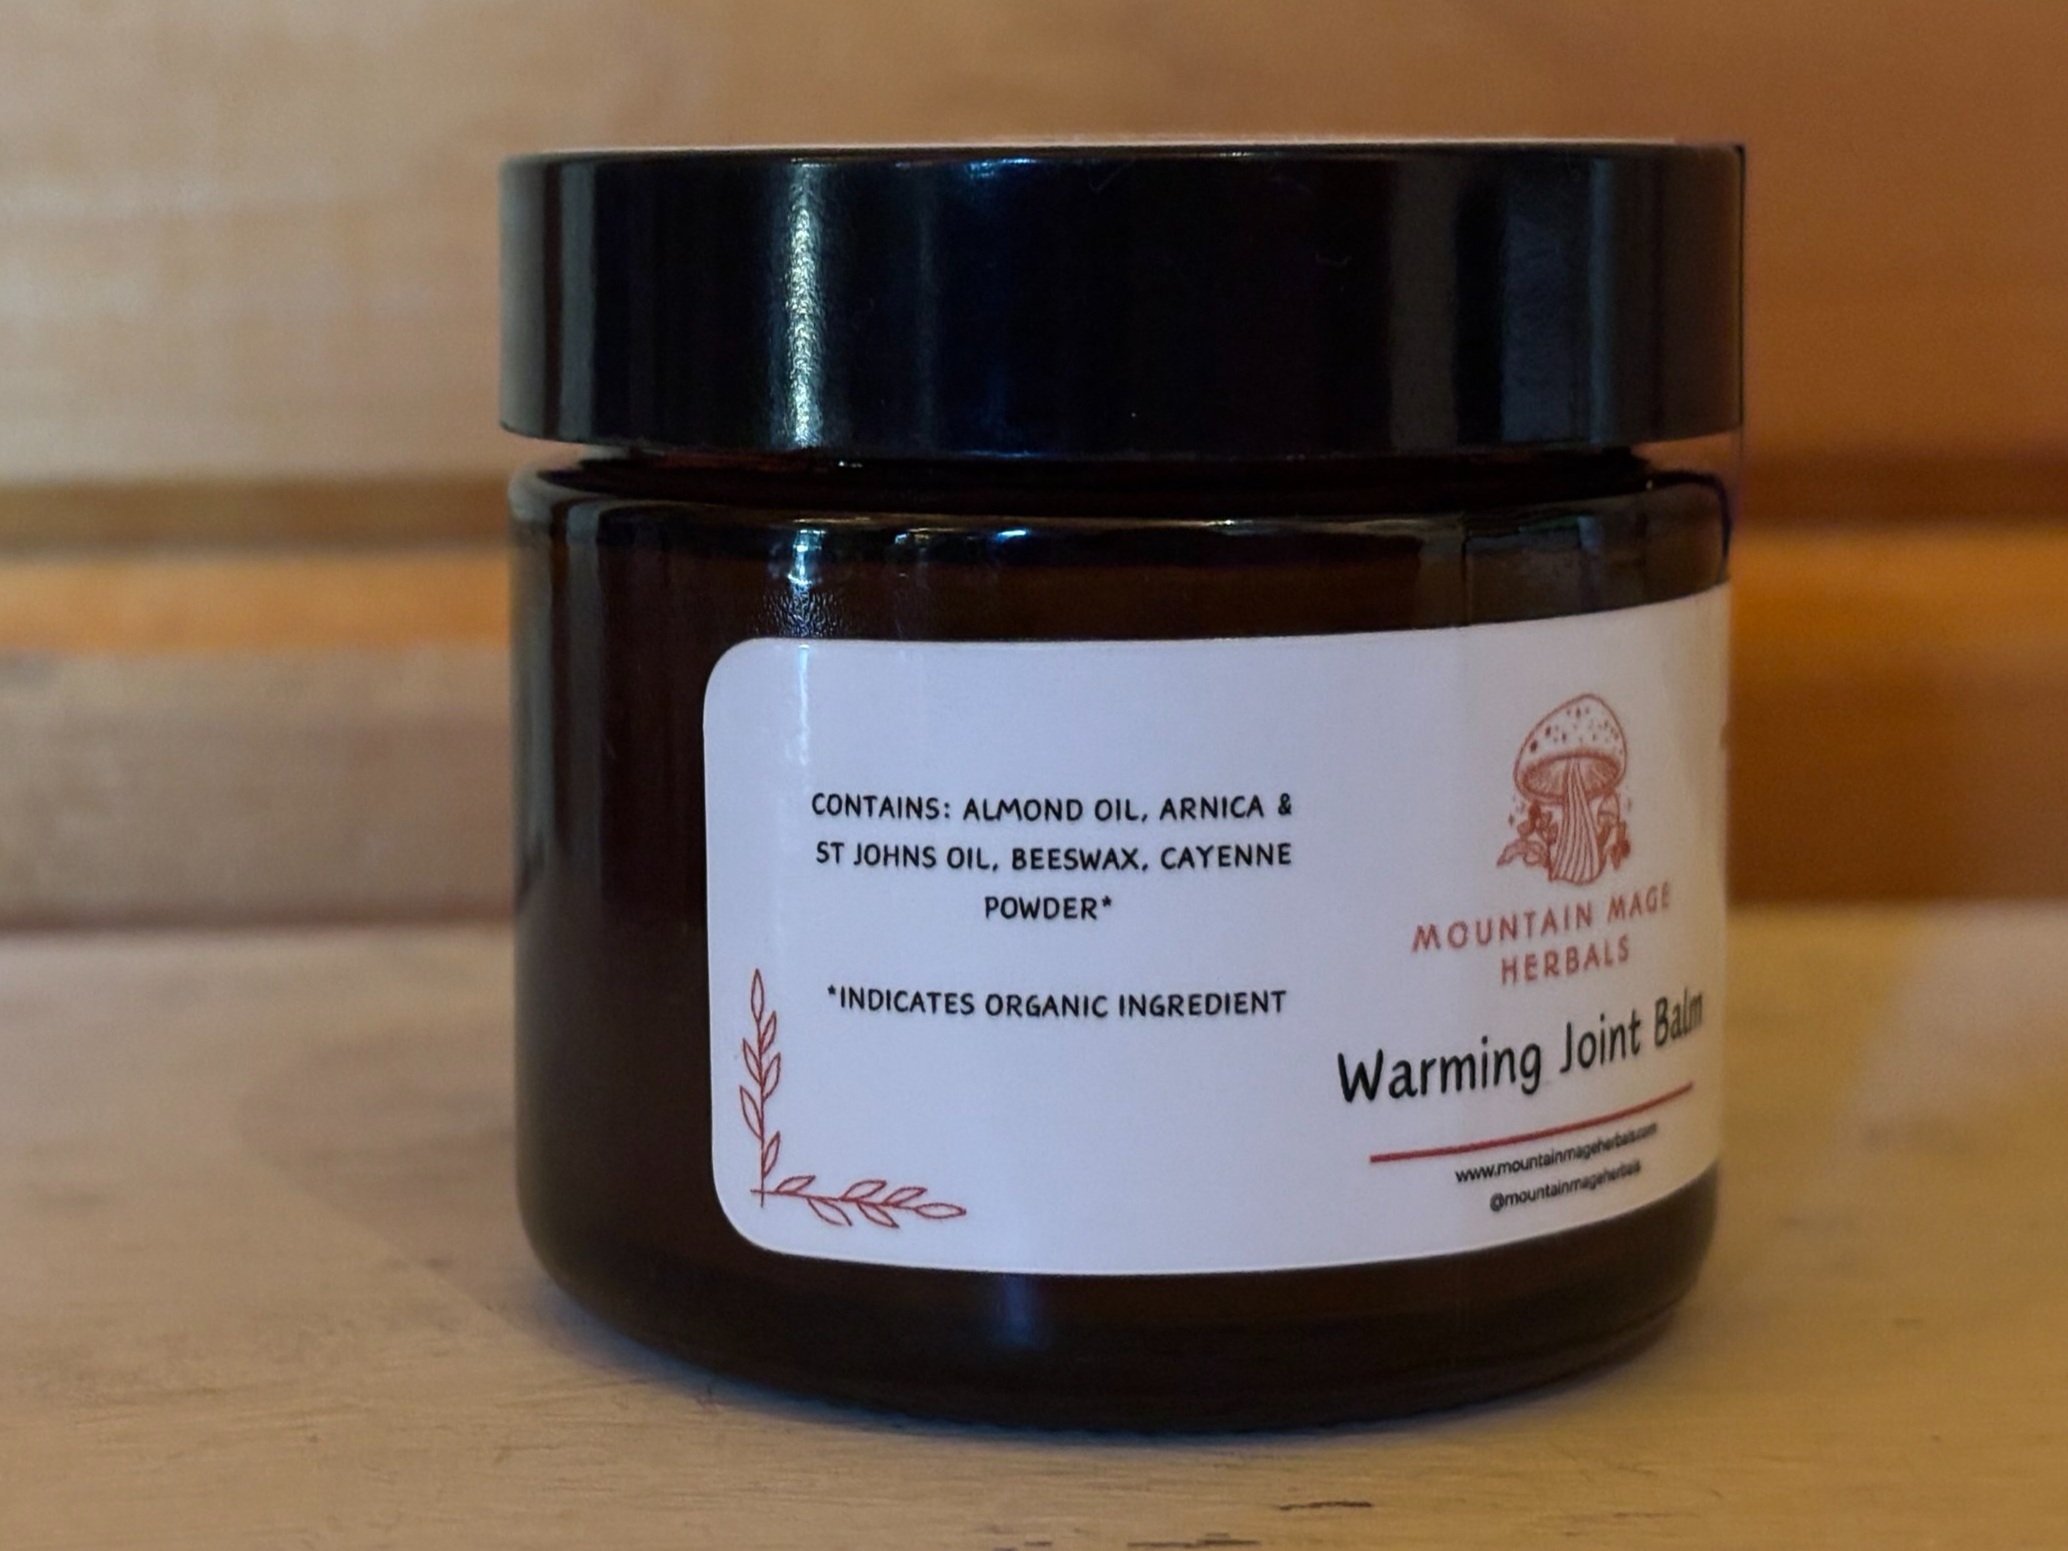 CONTAINS: ALMOND OIL, ARNICA &
ST JOHNS OIL, BEESWAX, CAYENNE
POWDER*
*INDICATES ORGANIC INGREDIENT
MOUNTAIN MAGE
HERBALS
Warming Joint Balm
www.mountainmageherbals.com
@mountainmageherbals